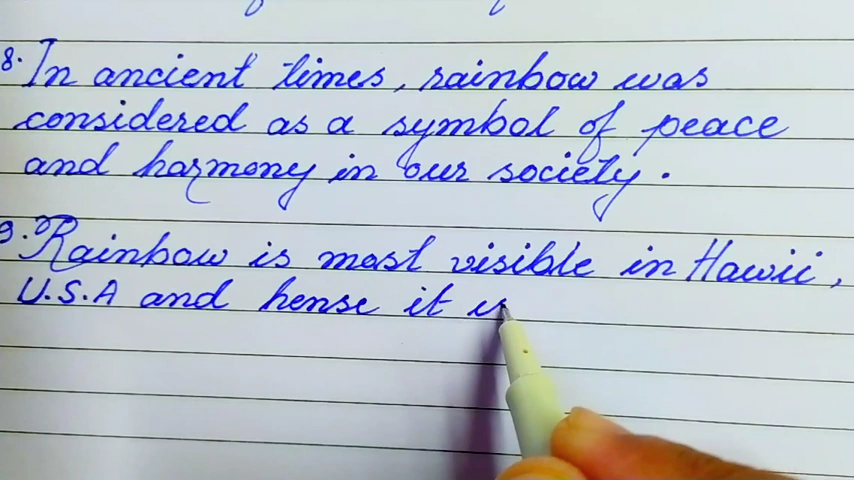 8. In ancient times, rainbow was
considered as a symbol of peace
and harmony in our society.
9. Rainbow is most visible in Hawii,
U.S.A and hense it is